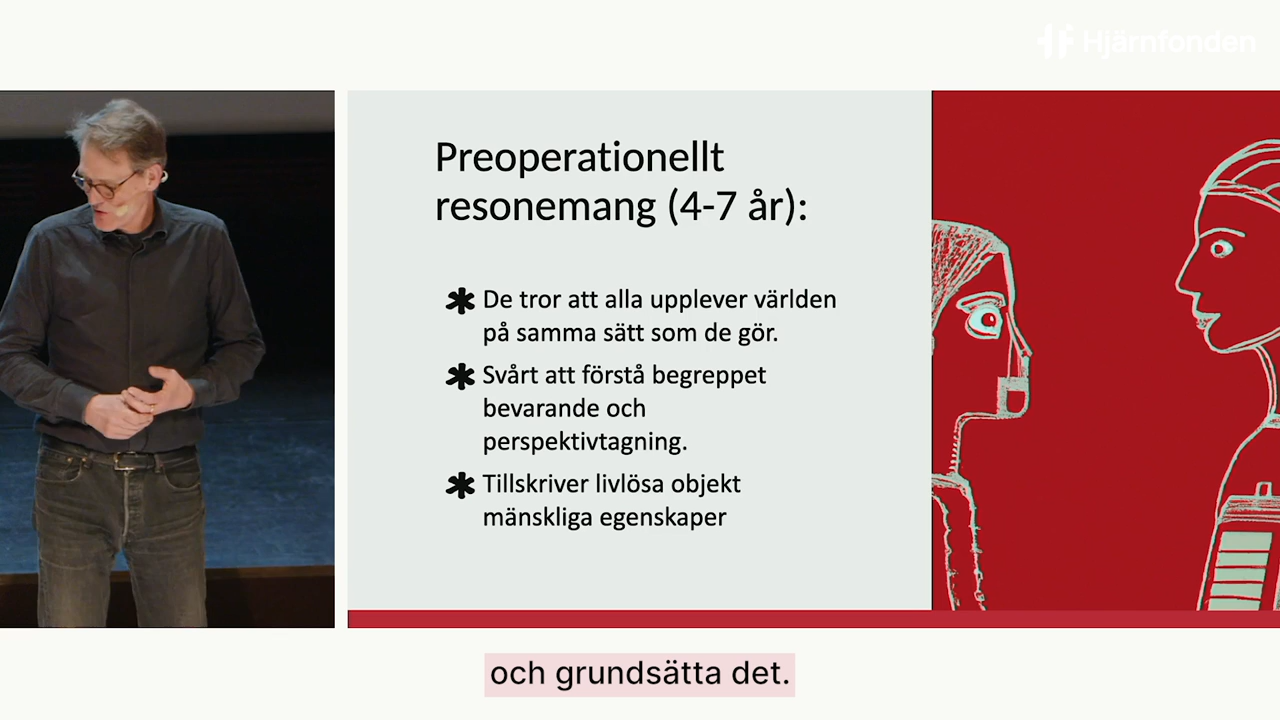 Hjärnfonden
Preoperationellt
resonemang (4-7 år):
De tror att alla upplever världen
på samma sätt som de gör.
Svårt att förstå begreppet
bevarande och
perspektivtagning.
Tillskriver livlösa objekt
mänskliga egenskaper
och grundsätta det.